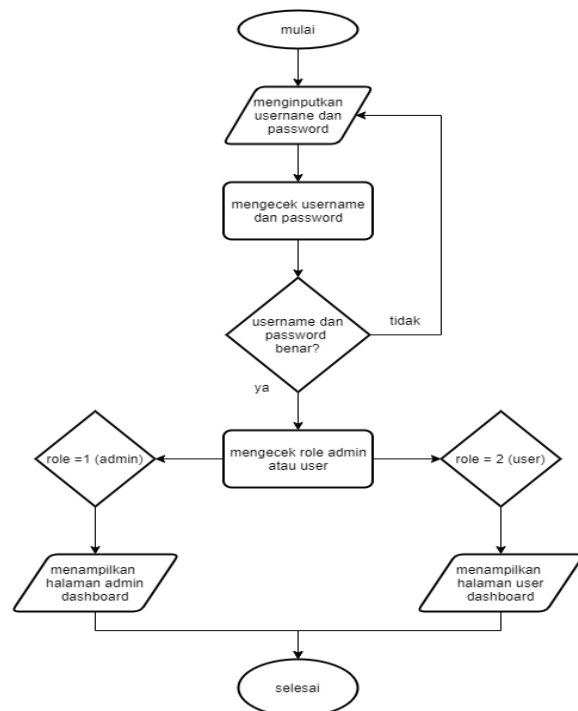 mulai
menginputkan
usernane dan
password
mengecek username
dan password
username dan
password
benar?
tidak
ya
role =1 (admin)
mengecek role admin
atau user
role = 2 (user)
menampilkan
halaman admin
dashboard
menampilkan
halaman user
dashboard
selesai